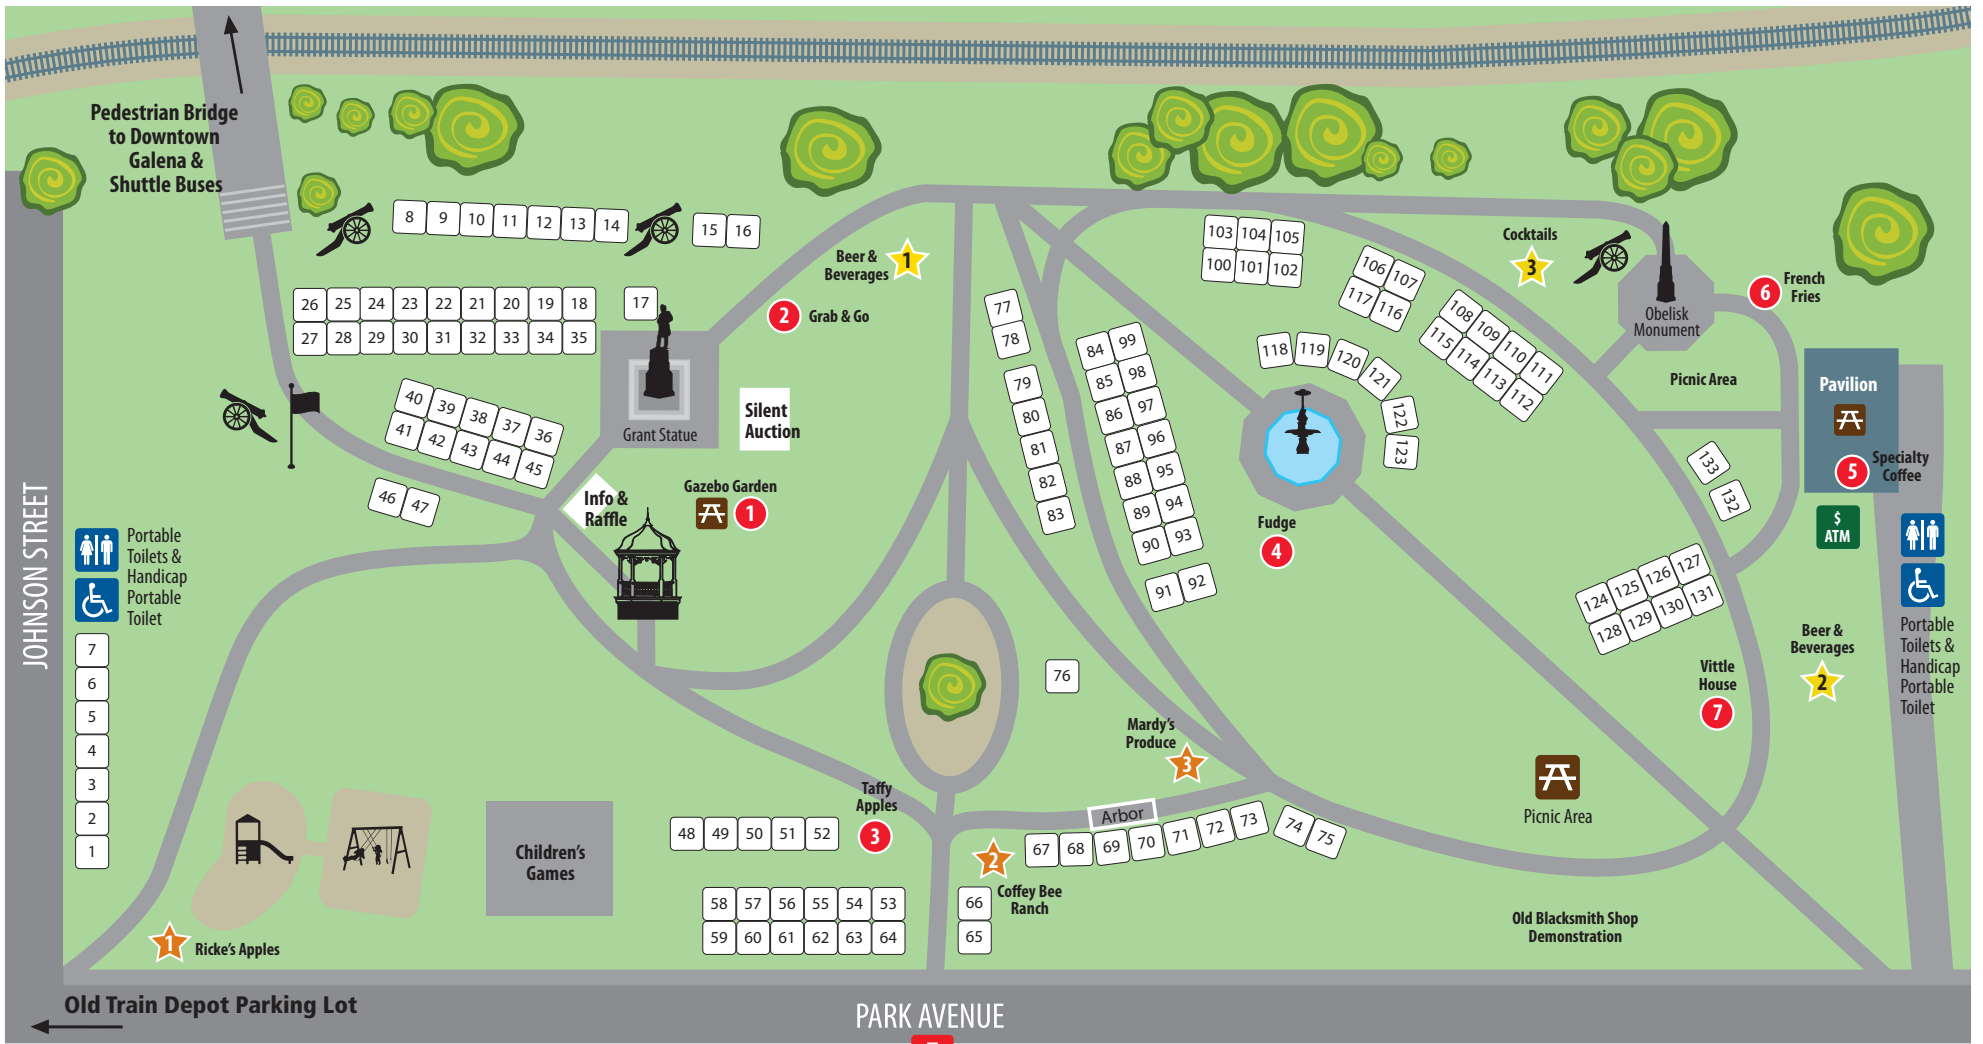 Pedestrian Bridge
to Downtown
Galena &
Shuttle Buses
8 9 10 11 12 13 14
15 16
26 25 24 23 22 21 20 19 18
27 28 29 30 31 32 33 34 35
17
Grant Statue
Beer &
Beverages
1
2
Grab & Go
Silent
Auction
40 39 38 37 36
41 42 43 44 45
46 47
Info &
Raffle
Gazebo Garden
1
JOHNSON STREET
Portable
Toilets &
Handicap
Portable
Toilet
7
6
5
4
3
2
1
1
Ricke's Apples
Children's
Games
48 49 50 51 52
Taffy
Apples
3
58 57 56 55 54 53
59 60 61 62 63 64
66
65
2
Coffey Bee
Ranch
67 68 69 70 71 72 73
74 75
Arbor
Mardy's
Produce
3
76
77
78
79
80
81
82
83
84 99
85 98
86 97
87 96
88 95
89 94
90 93
91 92
103 104 105
100 101 102
106 107
117 116
108 109 110 111
115 114 113 112
118 119 120 121
122
123
Fudge
4
Cocktails
3
Obelisk
Monument
6
French
Fries
Picnic Area
Pavilion
5
Specialty
Coffee
$
ATM
133
132
124 125 126 127
128 129 130 131
Beer &
Beverages
2
Vittle
House
7
Portable
Toilets &
Handicap
Portable
Toilet
Picnic Area
Old Blacksmith Shop
Demonstration
Old Train Depot Parking Lot
PARK AVENUE